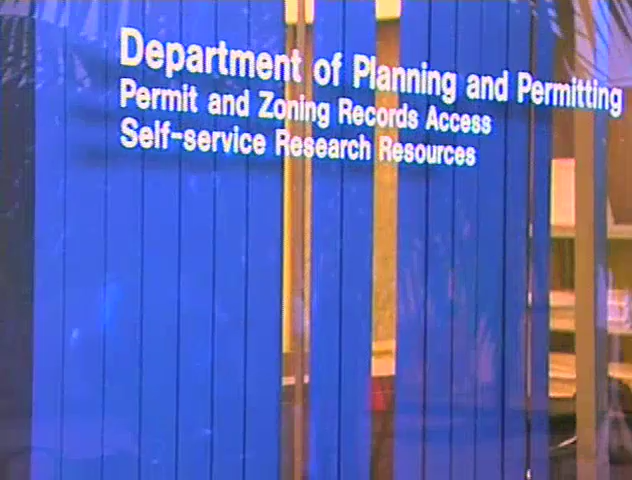 Department of Planning and Permitting
Permit and Zoning Records Access
Self-service Research Resources